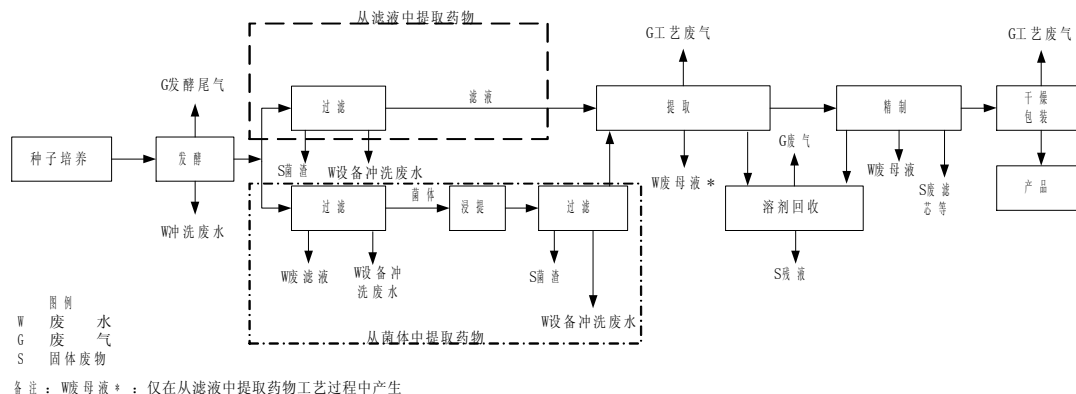 从滤液中提取药物
G工艺废气
G工艺废气
G发酵尾气
过滤
滤液
提取
精制
干燥
包装
种子培养
发酵
S菌渣
W设备冲洗废水
G废气
W废母液*
W废母液
S废滤
芯等
产品
过滤
菌体
浸提
过滤
溶剂回收
W冲洗废水
W废滤液
W设备冲
洗废水
S菌渣
S残液
W设备冲洗废水
从菌体中提取药物
图例
W 废水
G 废气
S 固体废物
备注：W废母液*：仅在从滤液中提取药物工艺过程中产生